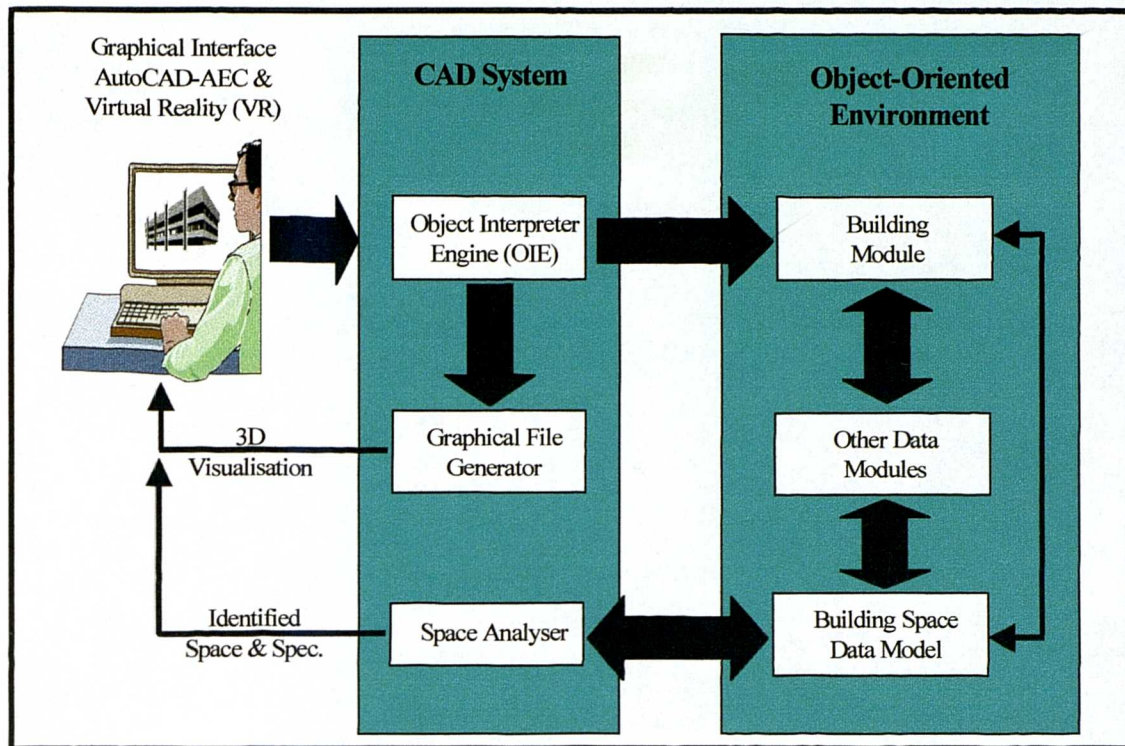 Graphical Interface
AutoCAD-AEC &
Virtual Reality (VR)
CAD System
Object-Oriented
Environment
Object Interpreter
Engine (OIE)
Building
Module
3D
Visualisation
Graphical File
Generator
Other Data
Modules
Identified
Space & Spec.
Space Analyser
Building Space
Data Model